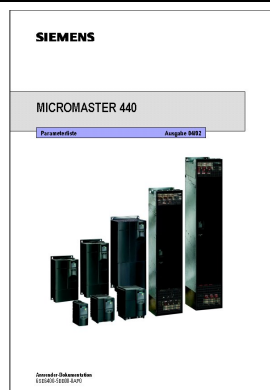 SIEMENS
MICROMASTER 440
Parameterliste Ausgabe 04/02
Anwender-Dokumentation